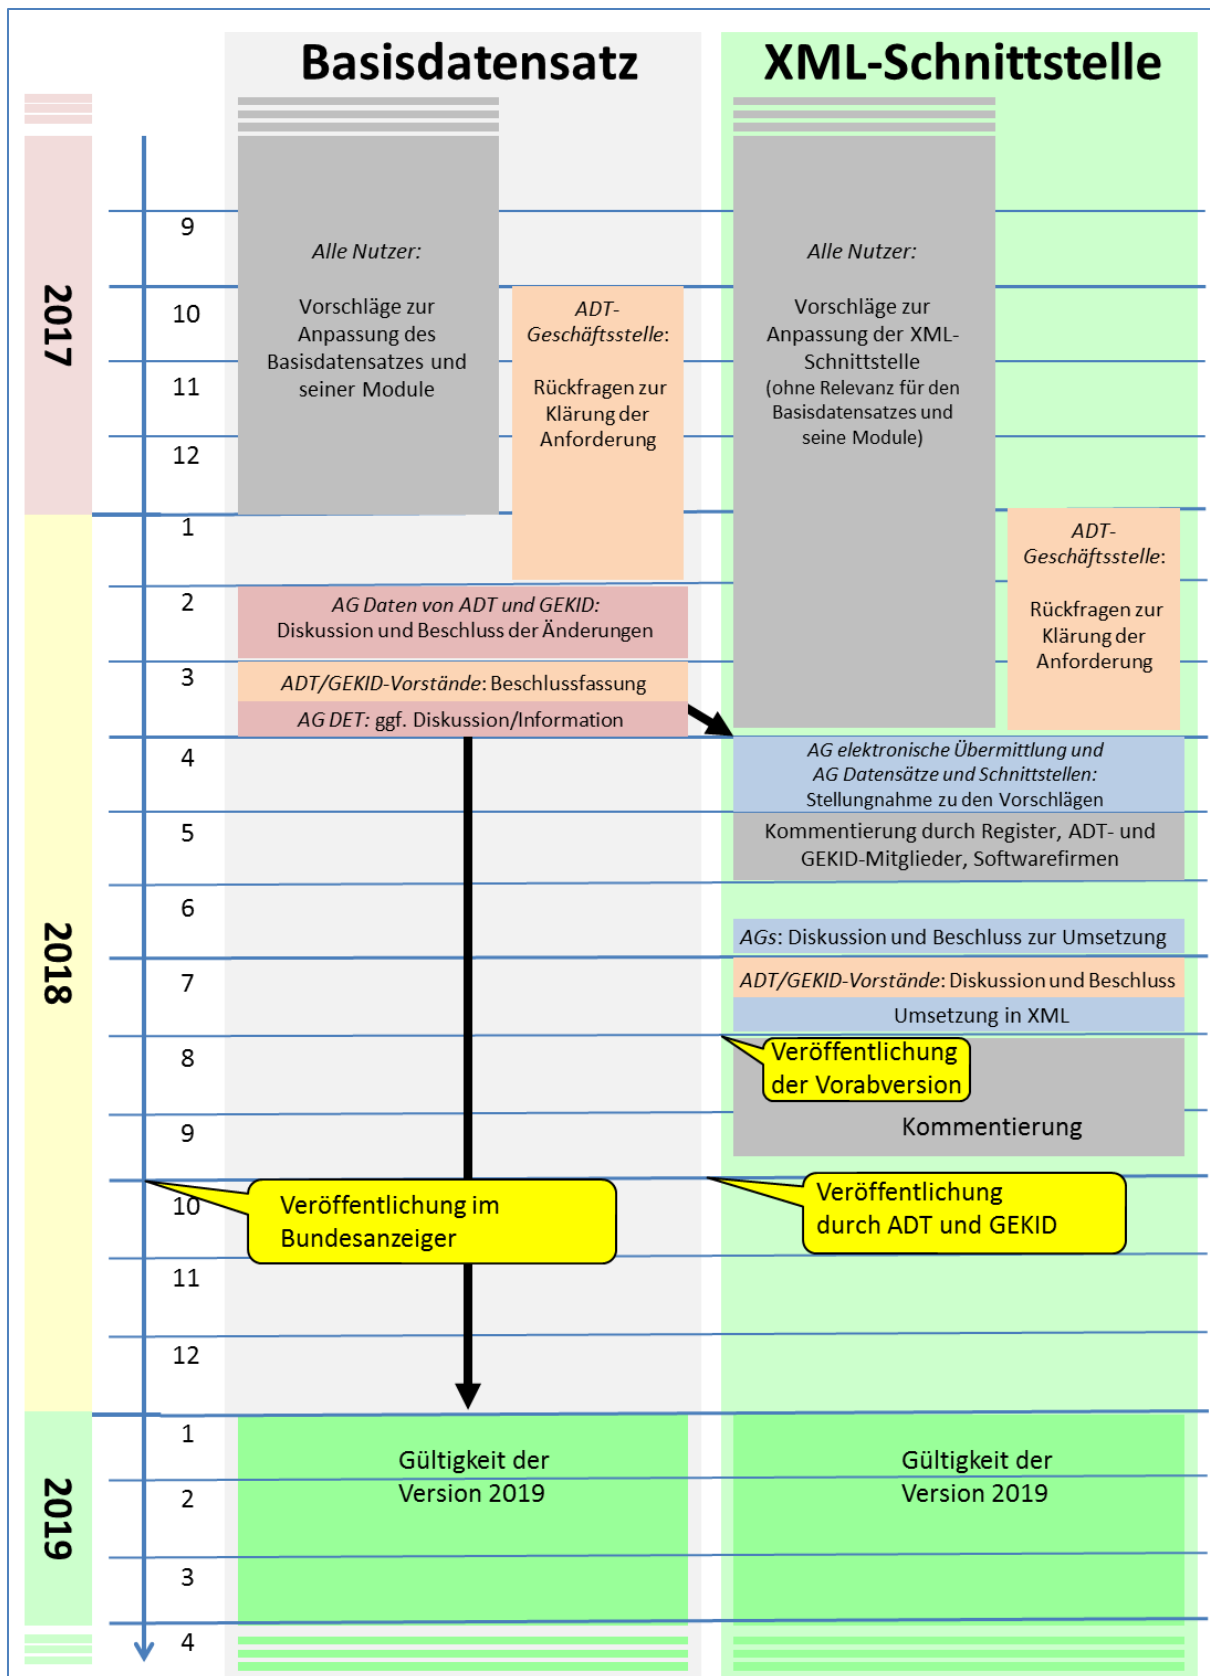 Basisdatensatz
XML-Schnittstelle
2017
9
10
11
12
Alle Nutzer:
Vorschläge zur
Anpassung des
Basisdatensatzes und
seiner Module
ADT-
Geschäftsstelle:
Rückfragen zur
Klärung der
Anforderung
Alle Nutzer:
Vorschläge zur
Anpassung der XML-
Schnittstelle
(ohne Relevanz für den
Basisdatensatzes und
seine Module)
2018
1
2
3
4
5
6
7
8
9
10
11
12
ADT-
Geschäftsstelle:
Rückfragen zur
Klärung der
Anforderung
AG Daten von ADT und GEKID:
Diskussion und Beschluss der Änderungen
ADT/GEKID-Vorstände: Beschlussfassung
AG DET: ggf. Diskussion/Information
AG elektronische Übermittlung und
AG Datensätze und Schnittstellen:
Stellungnahme zu den Vorschlägen
Kommentierung durch Register, ADT- und
GEKID-Mitglieder, Softwarefirmen
AGs: Diskussion und Beschluss zur Umsetzung
ADT/GEKID-Vorstände: Diskussion und Beschluss
Umsetzung in XML
Veröffentlichung
der Vorabversion
Kommentierung
Veröffentlichung im
Bundesanzeiger
Veröffentlichung
durch ADT und GEKID
2019
1
2
3
4
Gültigkeit der
Version 2019
Gültigkeit der
Version 2019